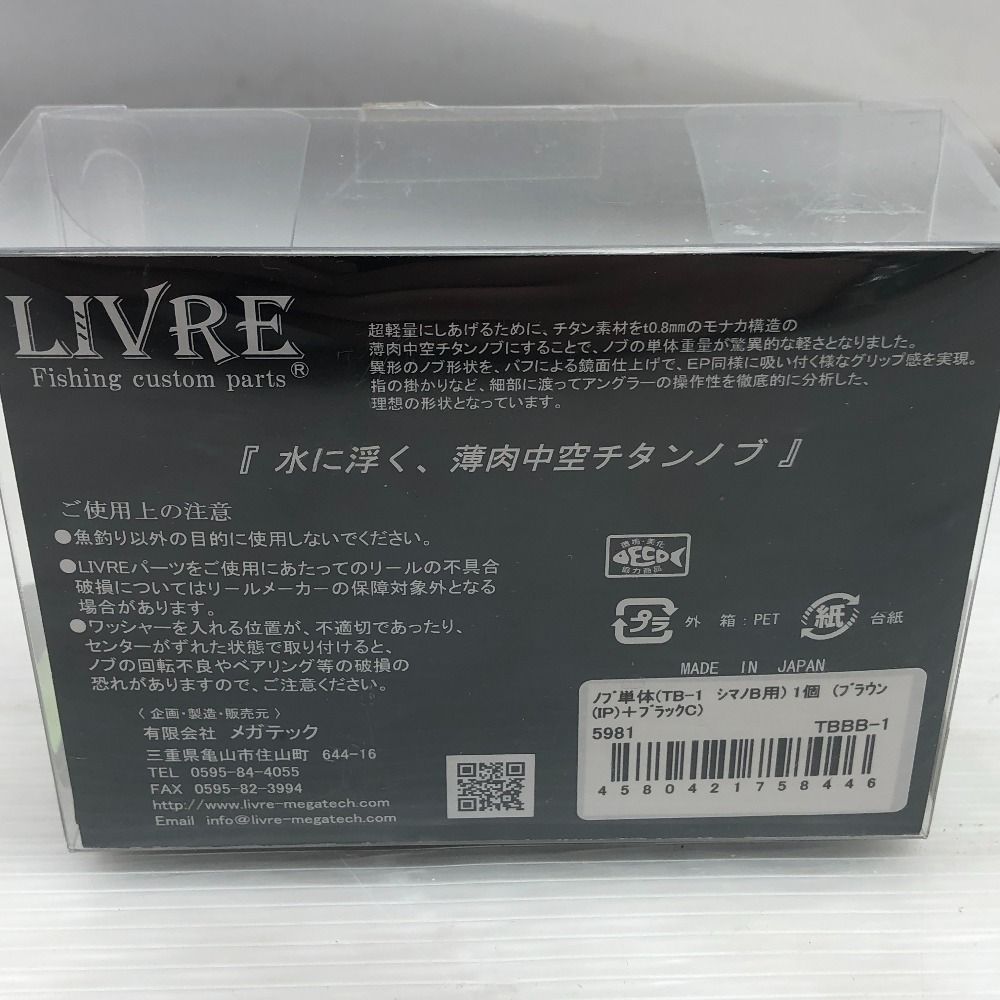 LIVRE
Fishing custom parts®
超軽量にしあげるために、チタン素材をt0.8mmのモナカ構造の
薄肉中空チタンノブにすることで、ノブの単体重量が驚異的な軽さとなりました。
異形のノブ形状を、バフによる鏡面仕上げで、EP同様に吸い付く様なグリップ感を実現。
指の掛かりなど、細部に渡ってアングラーの操作性を徹底的に分析した、
理想の形状となっています。
『 水に浮く、薄肉中空チタンノブ 』
ご使用上の注意
●魚釣り以外の目的に使用しないでください。
●LIVREパーツをご使用にあたってのリールの不具合
破損についてはリールメーカーの保障対象外となる
場合があります。
●ワッシャーを入れる位置が、不適切であったり、
センターがずれた状態で取り付けると、
ノブの回転不良やベアリング等の破損の
恐れがありますので、ご注意ください。
〈 企画・製造・販売元 〉
有限会社 メガテック
三重県亀山市住山町 644-16
TEL 0595-84-4055
FAX 0595-82-3994
http://www.livre-megatech.com
Email info@livre-megatech.com
環境・美化
ECO
協力商品
プラ 外 箱：PET 紙 台紙
MADE IN JAPAN
ノブ単体(TB-1 シマノB用)1個 (ブラウン
(IP)+ブラックC)
5981 TBBB-1
4580421758446